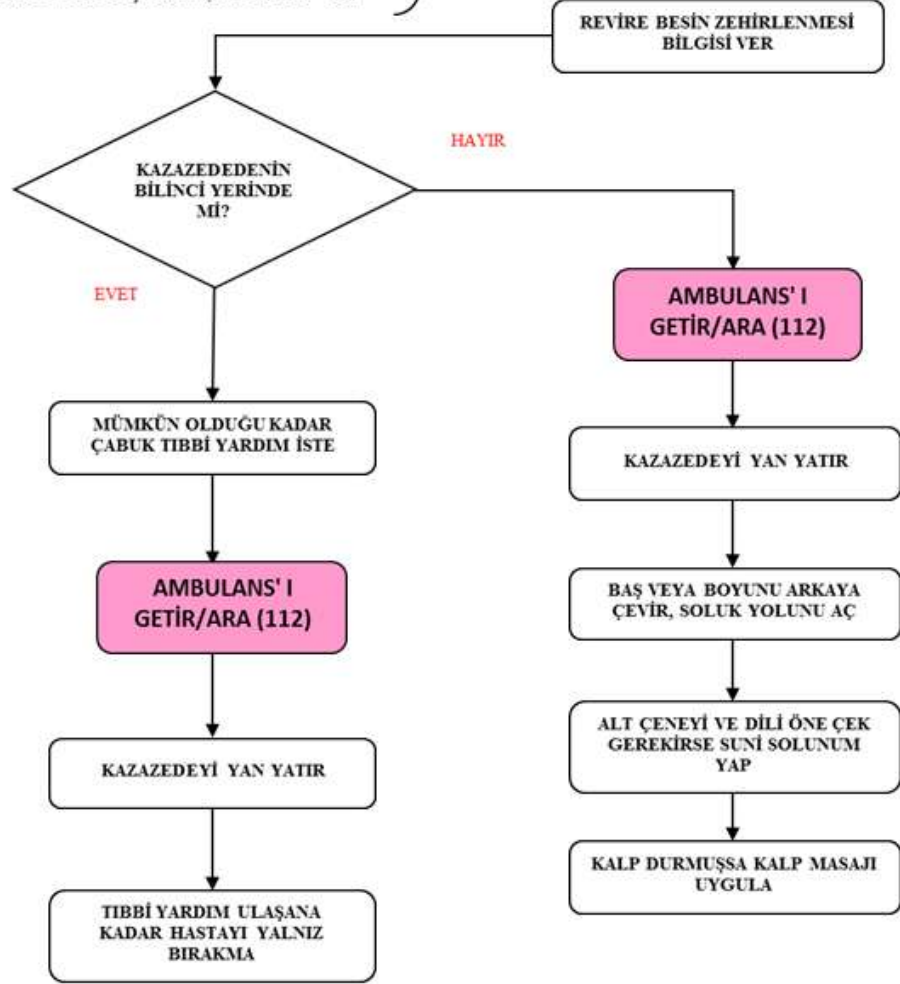 REVİRE BESİN ZEHİRLENMESİ
BİLGİSİ VER
KAZAZEDEDENİN
BİLİNCİ YERİNDE
Mİ?
HAYIR
EVET
AMBULANS' I
GETİR/ARA (112)
MÜMKÜN OLDUĞU KADAR
ÇABUK TIBBİ YARDIM İSTE
KAZAZEDEYİ YAN YATIR
AMBULANS' I
GETİR/ARA (112)
BAŞ VEYA BOYUNU ARKAYA
ÇEVİR, SOLUK YOLUNU AÇ
ALT ÇENEYİ VE DİLİ ÖNE ÇEK
GEREKİRSE SUNİ SOLUNUM
YAP
KAZAZEDEYİ YAN YATIR
KALP DURMUŞSA KALP MASAJI
UYGULA
TIBBİ YARDIM ULAŞANA
KADAR HASTAYI YALNIZ
BIRAKMA